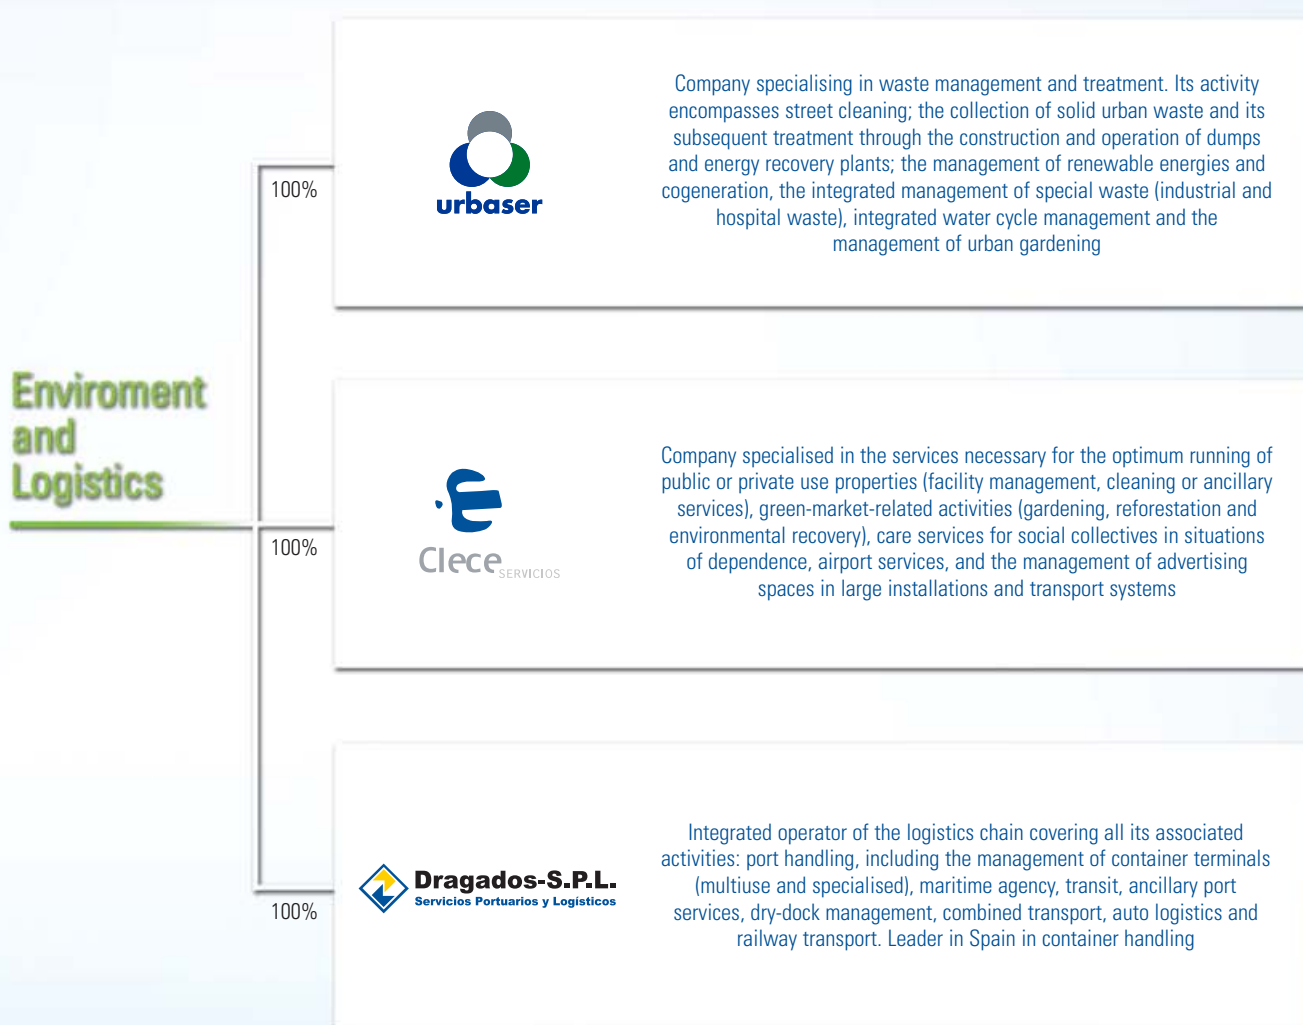 Enviroment
and
Logistics
100%
urbaser
Company specialising in waste management and treatment. Its activity
encompasses street cleaning; the collection of solid urban waste and its
subsequent treatment through the construction and operation of dumps
and energy recovery plants; the management of renewable energies and
cogeneration, the integrated management of special waste (industrial and
hospital waste), integrated water cycle management and the
management of urban gardening
100%
Clece SERVICIOS
Company specialised in the services necessary for the optimum running of
public or private use properties (facility management, cleaning or ancillary
services), green-market-related activities (gardening, reforestation and
environmental recovery), care services for social collectives in situations
of dependence, airport services, and the management of advertising
spaces in large installations and transport systems
100%
Dragados-S.P.L.
Servicios Portuarios y Logísticos
Integrated operator of the logistics chain covering all its associated
activities: port handling, including the management of container terminals
(multiuse and specialised), maritime agency, transit, ancillary port
services, dry-dock management, combined transport, auto logistics and
railway transport. Leader in Spain in container handling